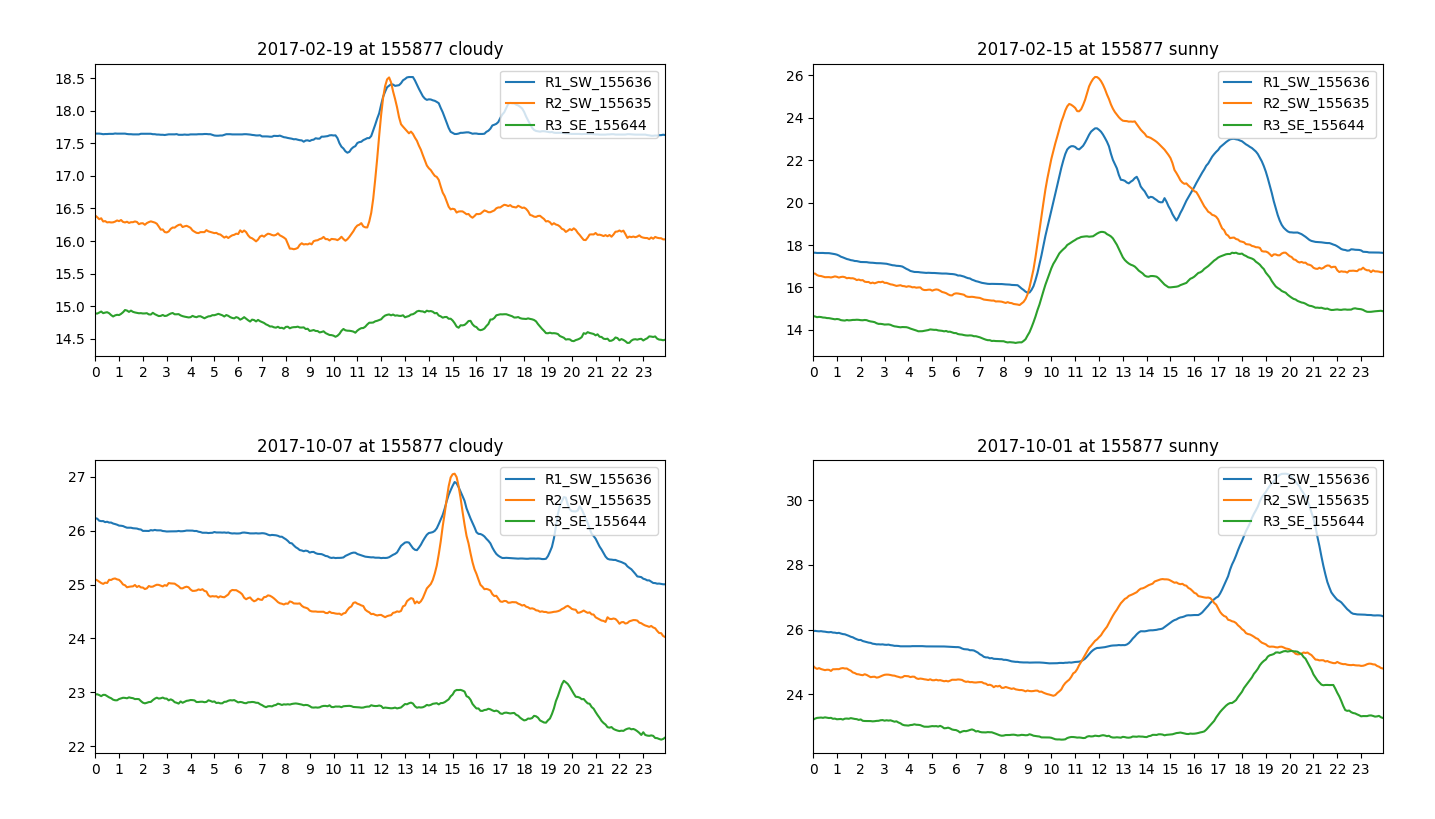 2017-02-19 at 155877 cloudy
18.5
18.0
17.5
17.0
16.5
16.0
15.5
15.0
14.5
R1_SW_155636
R2_SW_155635
R3_SE_155644
0 1 2 3 4 5 6 7 8 9 10 11 12 13 14 15 16 17 18 19 20 21 22 23
2017-02-15 at 155877 sunny
26
24
22
20
18
16
14
R1_SW_155636
R2_SW_155635
R3_SE_155644
0 1 2 3 4 5 6 7 8 9 10 11 12 13 14 15 16 17 18 19 20 21 22 23
2017-10-07 at 155877 cloudy
27
26
25
24
23
22
R1_SW_155636
R2_SW_155635
R3_SE_155644
0 1 2 3 4 5 6 7 8 9 10 11 12 13 14 15 16 17 18 19 20 21 22 23
2017-10-01 at 155877 sunny
30
28
26
24
R1_SW_155636
R2_SW_155635
R3_SE_155644
0 1 2 3 4 5 6 7 8 9 10 11 12 13 14 15 16 17 18 19 20 21 22 23